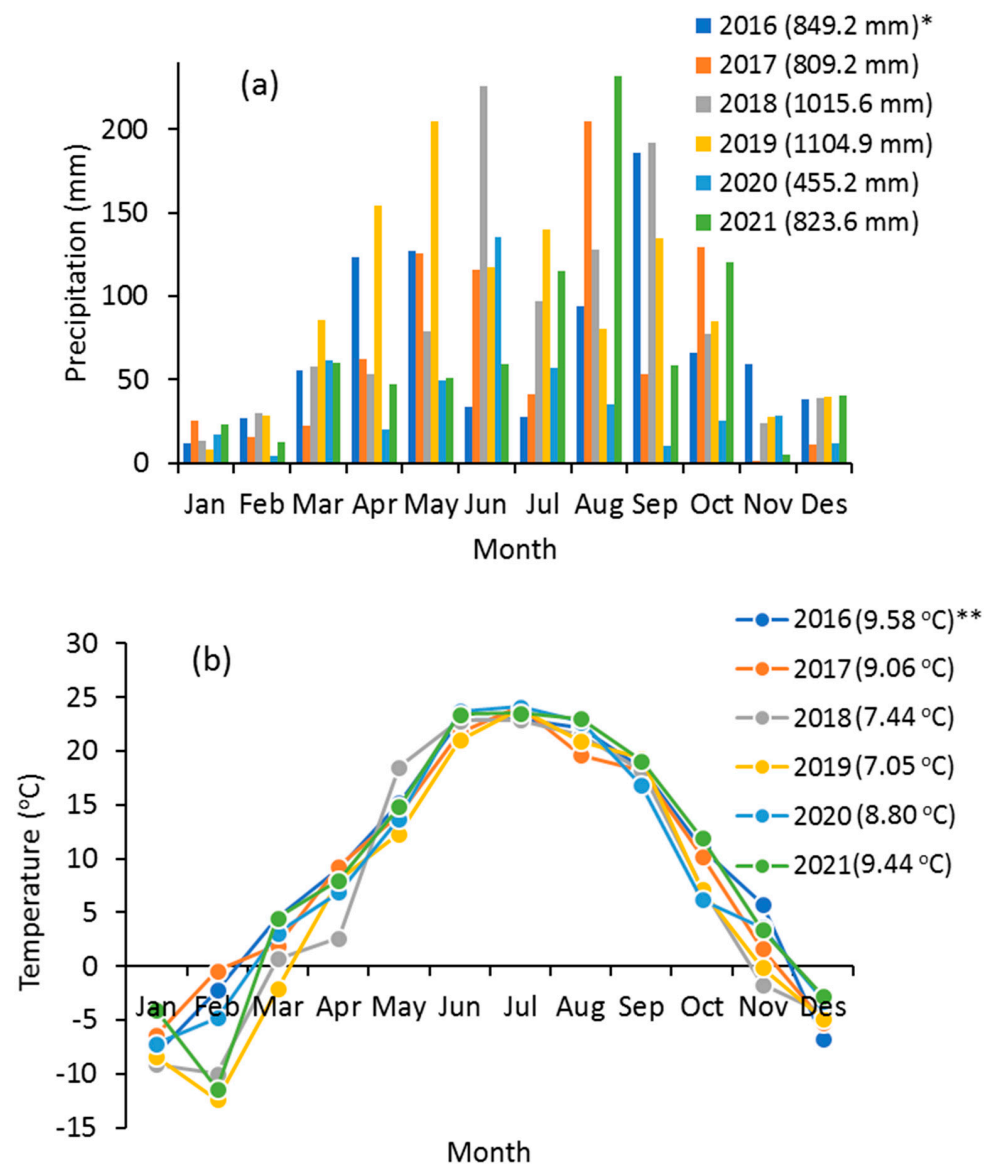 2016 (849.2 mm)*
2017 (809.2 mm)
2018 (1015.6 mm)
2019 (1104.9 mm)
2020 (455.2 mm)
2021 (823.6 mm)
(a)
Precipitation (mm)
200
150
100
50
0
Jan Feb Mar Apr May Jun Jul Aug Sep Oct Nov Des
Month
2016 (9.58 °C)**
2017 (9.06 °C)
2018 (7.44 °C)
2019 (7.05 °C)
2020 (8.80 °C)
2021 (9.44 °C)
(b)
Temperature (°C)
30
25
20
15
10
5
0
-5
-10
-15
Jan Feb Mar Apr May Jun Jul Aug Sep Oct Nov Des
Month